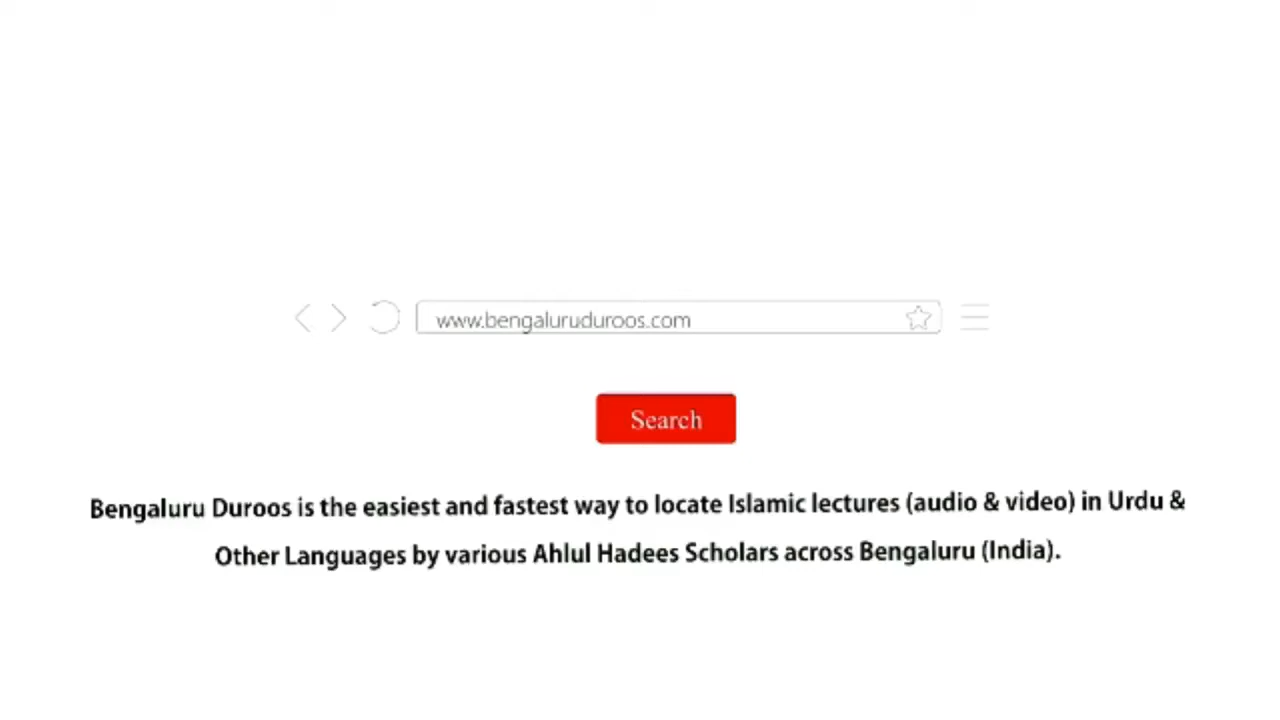 www.bengaluruduroos.com
Search
Bengaluru Duroos is the easiest and fastest way to locate Islamic lectures (audio & video) in Urdu &
Other Languages by various Ahlul Hadees Scholars across Bengaluru (India).